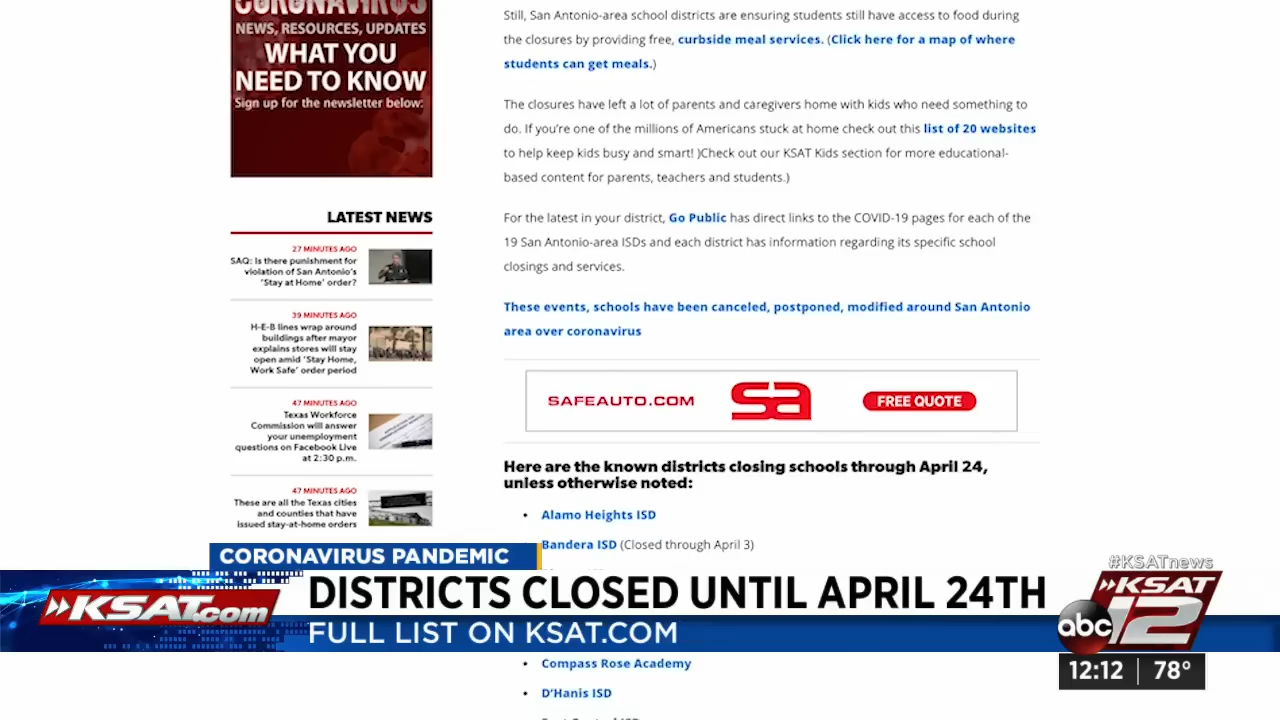 CORONAVIRUS
NEWS, RESOURCES, UPDATES
WHAT YOU
NEED TO KNOW
Sign up for the newsletter below:
LATEST NEWS
27 MINUTES AGO
SAQ: Is there punishment for
violation of San Antonio's
'Stay at Home' order?
39 MINUTES AGO
H-E-B lines wrap around
buildings after mayor
explains stores will stay
open amid 'Stay Home,
Work Safe' order period
47 MINUTES AGO
Texas Workforce
Commission will answer
your unemployment
questions on Facebook Live
at 2:30 p.m.
47 MINUTES AGO
These are all the Texas cities
and counties that have
issued stay-at-home orders
Still, San Antonio-area school districts are ensuring students still have access to food during
the closures by providing free, curbside meal services. (Click here for a map of where
students can get meals.)
The closures have left a lot of parents and caregivers home with kids who need something to
do. If you're one of the millions of Americans stuck at home check out this list of 20 websites
to help keep kids busy and smart! )Check out our KSAT Kids section for more educational-
based content for parents, teachers and students.)
For the latest in your district, Go Public has direct links to the COVID-19 pages for each of the
19 San Antonio-area ISDs and each district has information regarding its specific school
closings and services.
These events, schools have been canceled, postponed, modified around San Antonio
area over coronavirus
SAFEAUTO.COM sa FREE QUOTE
Here are the known districts closing schools through April 24,
unless otherwise noted:
• Alamo Heights ISD
Bandera ISD (Closed through April 3)
CORONAVIRUS PANDEMIC
#KSATnews
KSAT.com
DISTRICTS CLOSED UNTIL APRIL 24TH
FULL LIST ON KSAT.COM
KSAT
abc 12
12:12 78°
• Compass Rose Academy
• D'Hanis ISD